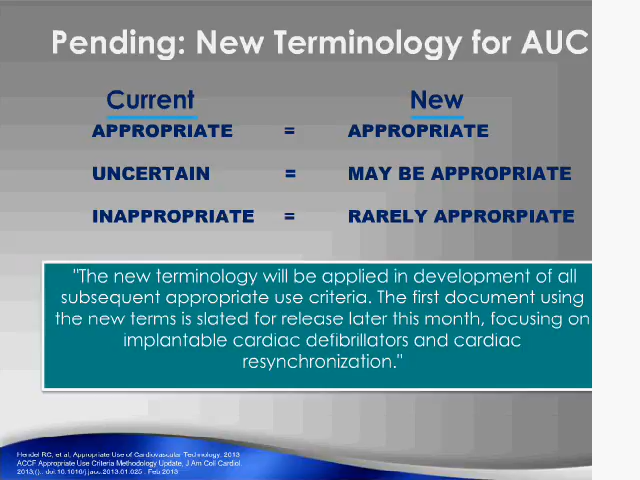 Pending: New Terminology for AUC
Current New
APPROPRIATE = APPROPRIATE
UNCERTAIN = MAY BE APPROPRIATE
INAPPROPRIATE = RARELY APPRORPIATE
"The new terminology will be applied in development of all
subsequent appropriate use criteria. The first document using
the new terms is slated for release later this month, focusing on
implantable cardiac defibrillators and cardiac
resynchronization."
Hendel RC, et al, Appropriate Use of Cardiovascular Technology, 2013
ACCF Appropriate Use Criteria Methodology Update, J Am Coll Cardiol
2013;():. doi:10.1016/j.jacc.2013.01.025 . Feb 2013